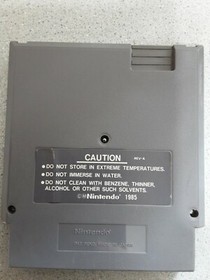 CAUTION
REV-A
• DO NOT STORE IN EXTREME TEMPERATURES.
• DO NOT IMMERSE IN WATER.
• DO NOT CLEAN WITH BENZENE, THINNER,
ALCOHOL OR OTHER SUCH SOLVENTS.
©Nintendo® 1985
Nintendo